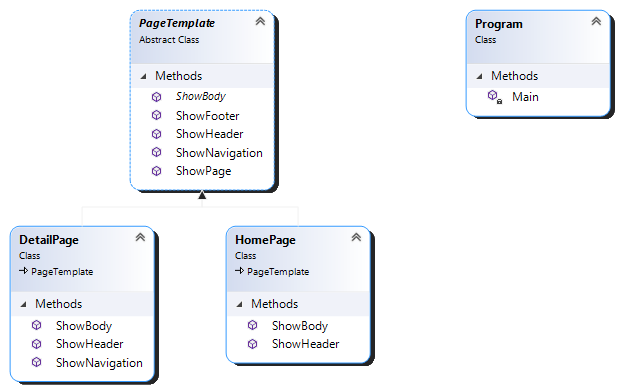 PageTemplate
Abstract Class
Methods
ShowBody
ShowFooter
ShowHeader
ShowNavigation
ShowPage
Program
Class
Methods
Main
DetailPage
Class
PageTemplate
Methods
ShowBody
ShowHeader
ShowNavigation
HomePage
Class
PageTemplate
Methods
ShowBody
ShowHeader